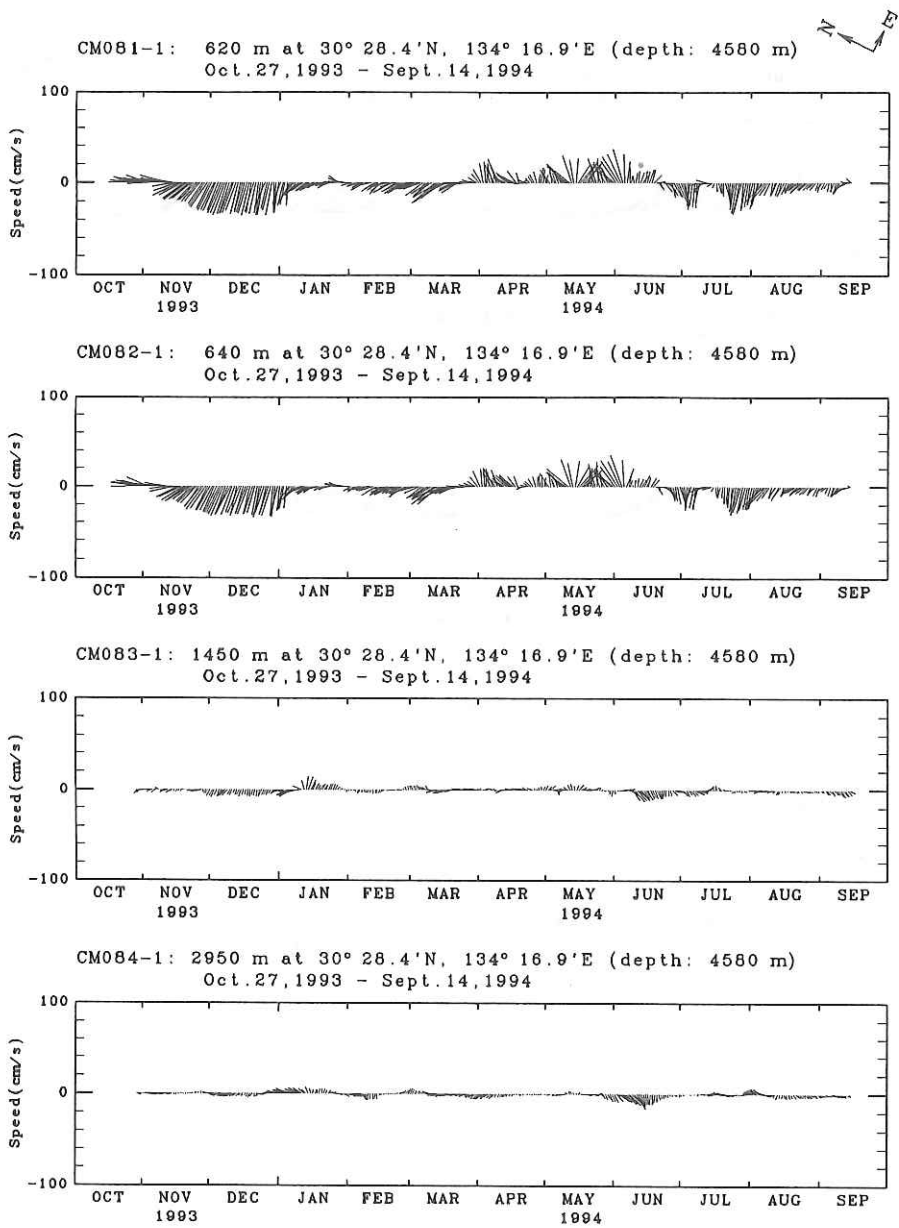 N E
CM081-1: 620 m at 30° 28.4'N, 134° 16.9'E (depth: 4580 m)
Oct.27,1993 - Sept.14,1994
100
0
-100
Speed(cm/s)
OCT NOV DEC JAN FEB MAR APR MAY JUN JUL AUG SEP
1993 1994
CM082-1: 640 m at 30° 28.4'N, 134° 16.9'E (depth: 4580 m)
Oct.27,1993 - Sept.14,1994
100
0
-100
Speed(cm/s)
OCT NOV DEC JAN FEB MAR APR MAY JUN JUL AUG SEP
1993 1994
CM083-1: 1450 m at 30° 28.4'N, 134° 16.9'E (depth: 4580 m)
Oct.27,1993 - Sept.14,1994
100
0
-100
Speed(cm/s)
OCT NOV DEC JAN FEB MAR APR MAY JUN JUL AUG SEP
1993 1994
CM084-1: 2950 m at 30° 28.4'N, 134° 16.9'E (depth: 4580 m)
Oct.27,1993 - Sept.14,1994
100
0
-100
Speed(cm/s)
OCT NOV DEC JAN FEB MAR APR MAY JUN JUL AUG SEP
1993 1994